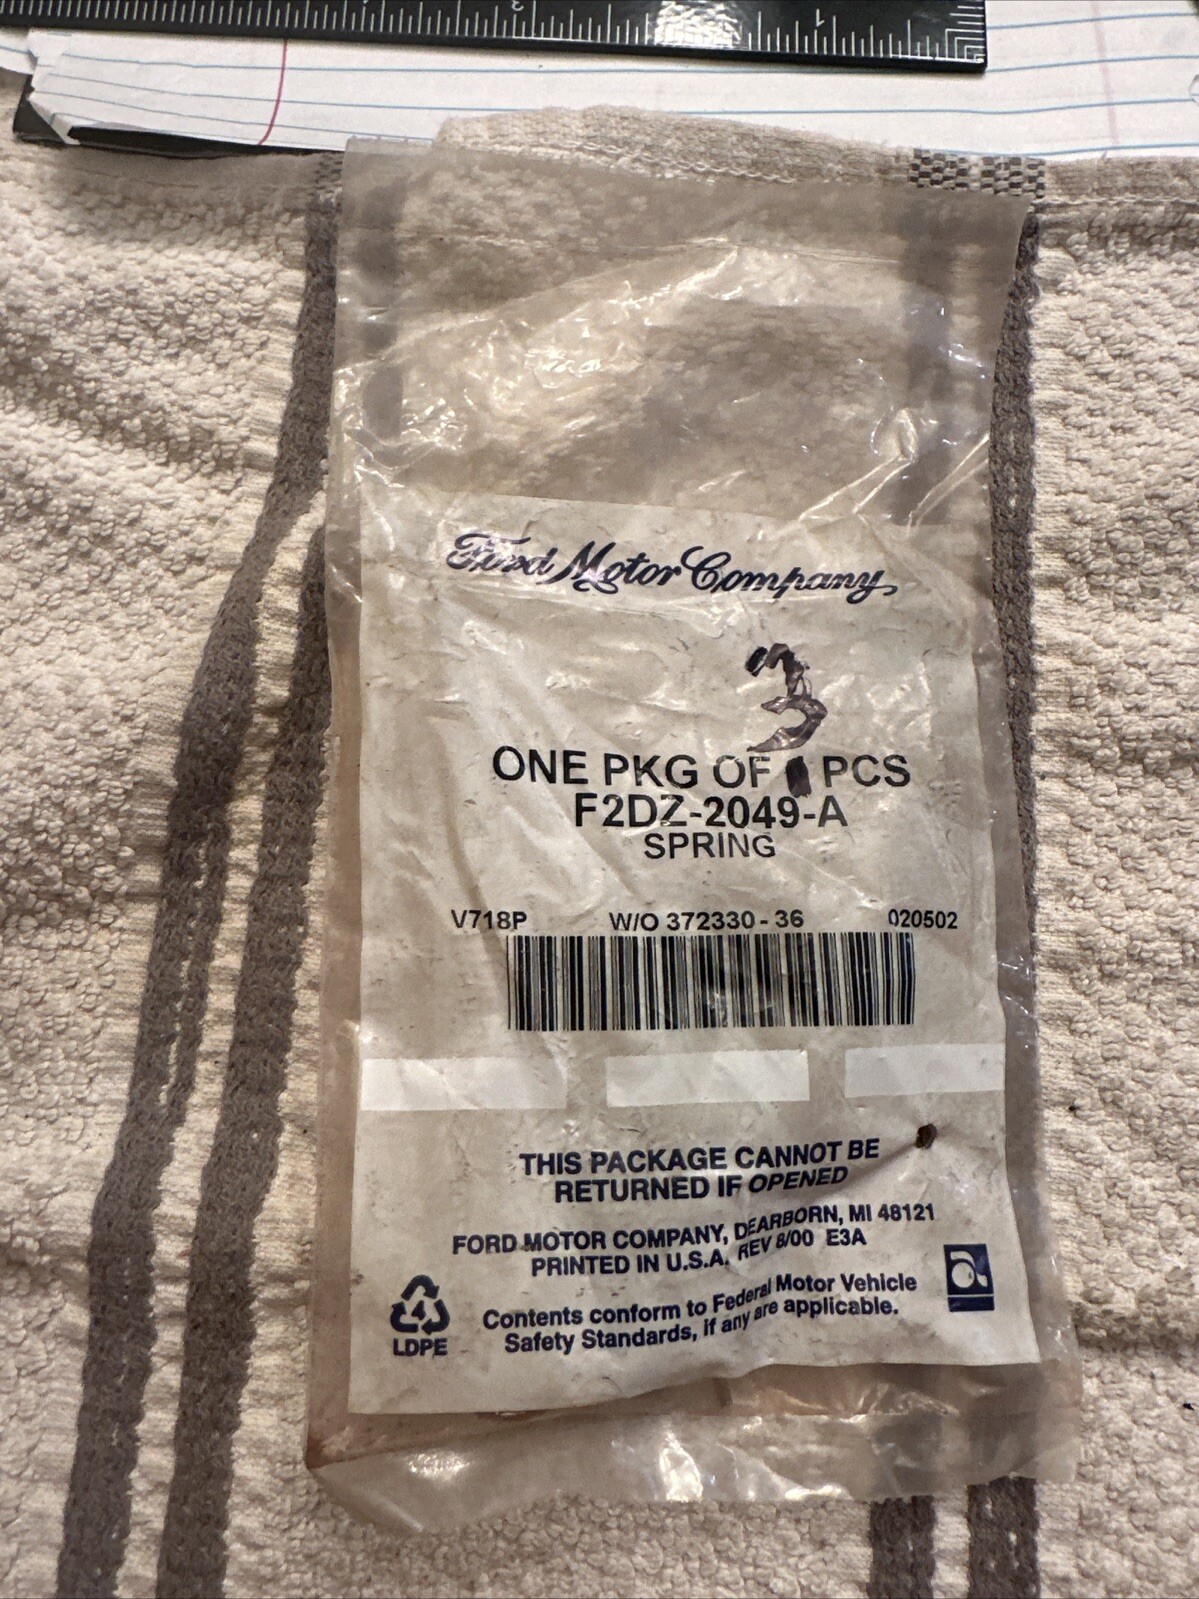 Ford Motor Company
3
ONE PKG OF PCS
F2DZ-2049-A
SPRING
V718P W/O 372330-36 020502
THIS PACKAGE CANNOT BE
RETURNED IF OPENED
FORD MOTOR COMPANY, DEARBORN, MI 48121
PRINTED IN U.S.A. REV 8/00 E3A
Contents conform to Federal Motor Vehicle
Safety Standards, if any are applicable.
4
LDPE
a